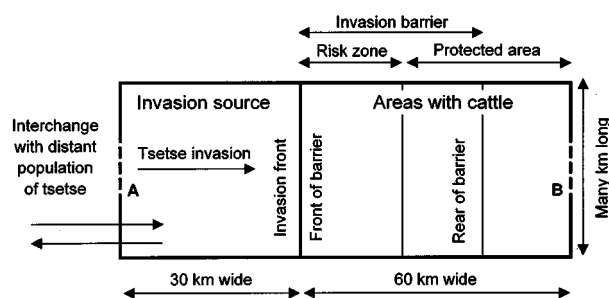 Invasion barrier
Risk zone
Protected area
Invasion source
Areas with cattle
Interchange
with distant
population
of tsetse
Tsetse invasion
A
Invasion front
Front of barrier
Rear of barrier
B
Many km long
30 km wide
60 km wide